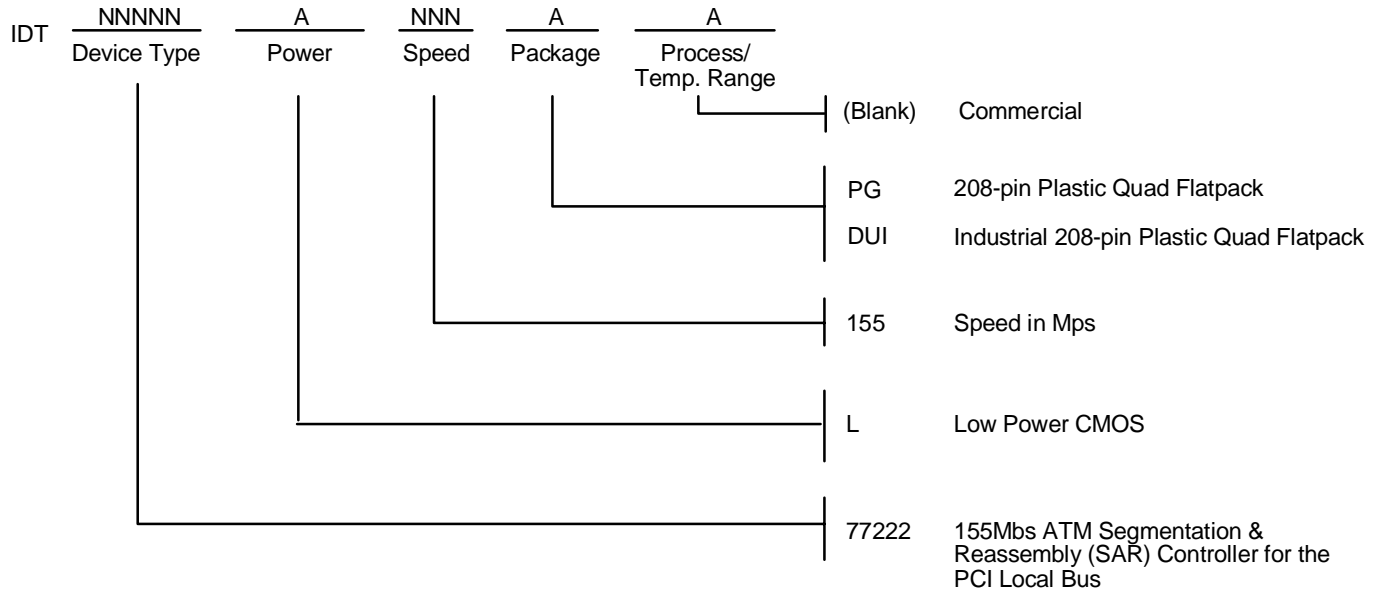 NNNNN A NNN A A
IDT
Device Type Power Speed Package Process/
Temp. Range
(Blank) Commercial
PG 208-pin Plastic Quad Flatpack
DUI Industrial 208-pin Plastic Quad Flatpack
155 Speed in Mps
L Low Power CMOS
77222 155Mbs ATM Segmentation &
Reassembly (SAR) Controller for the
PCI Local Bus